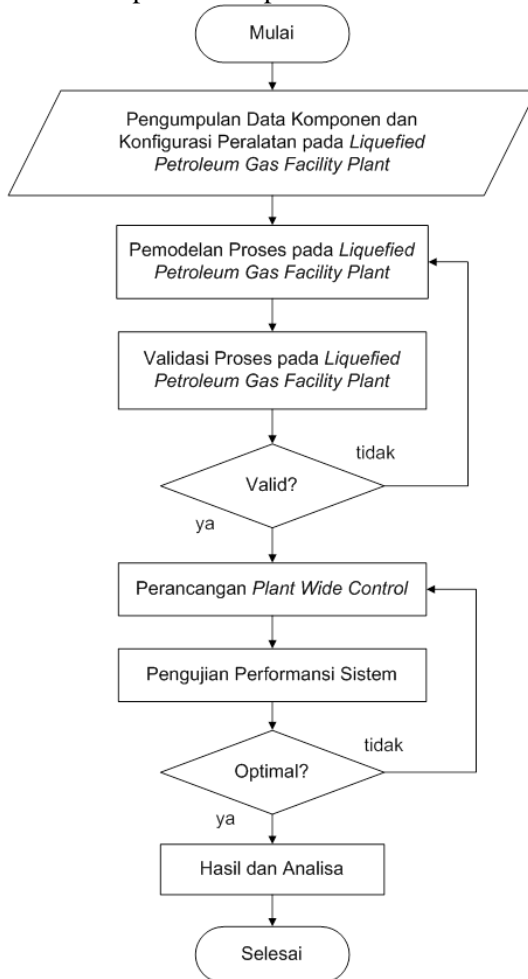 Mulai
Pengumpulan Data Komponen dan
Konfigurasi Peralatan pada Liquefied
Petroleum Gas Facility Plant
Pemodelan Proses pada Liquefied
Petroleum Gas Facility Plant
Validasi Proses pada Liquefied
Petroleum Gas Facility Plant
tidak
Valid?
ya
Perancangan Plant Wide Control
Pengujian Performansi Sistem
tidak
Optimal?
ya
Hasil dan Analisa
Selesai